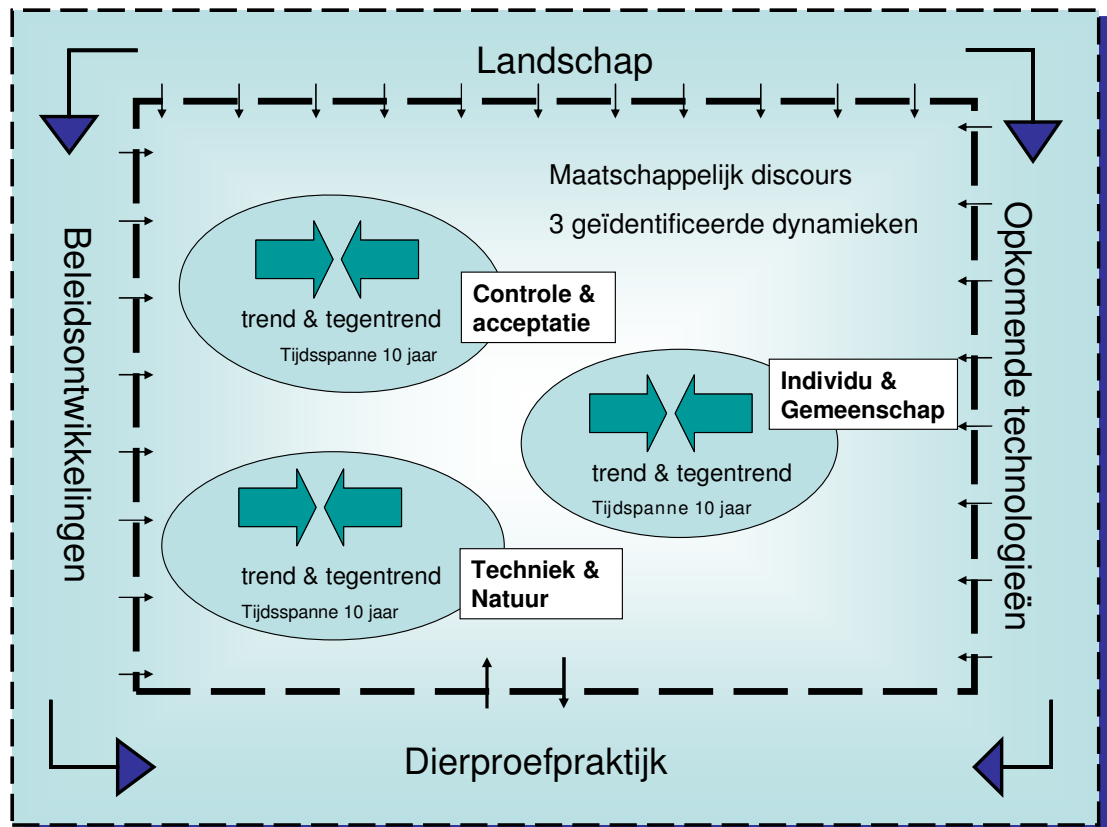 Landschap
Maatschappelijk discours
3 geïdentificeerde dynamieken
Beleidsontwikkelingen
Opkomende technologieën
Controle &
acceptatie
trend & tegentrend
Tijdsspanne 10 jaar
Individu &
Gemeenschap
trend & tegentrend
Tijdspanne 10 jaar
Techniek &
Natuur
trend & tegentrend
Tijdsspanne 10 jaar
Dierproefpraktijk